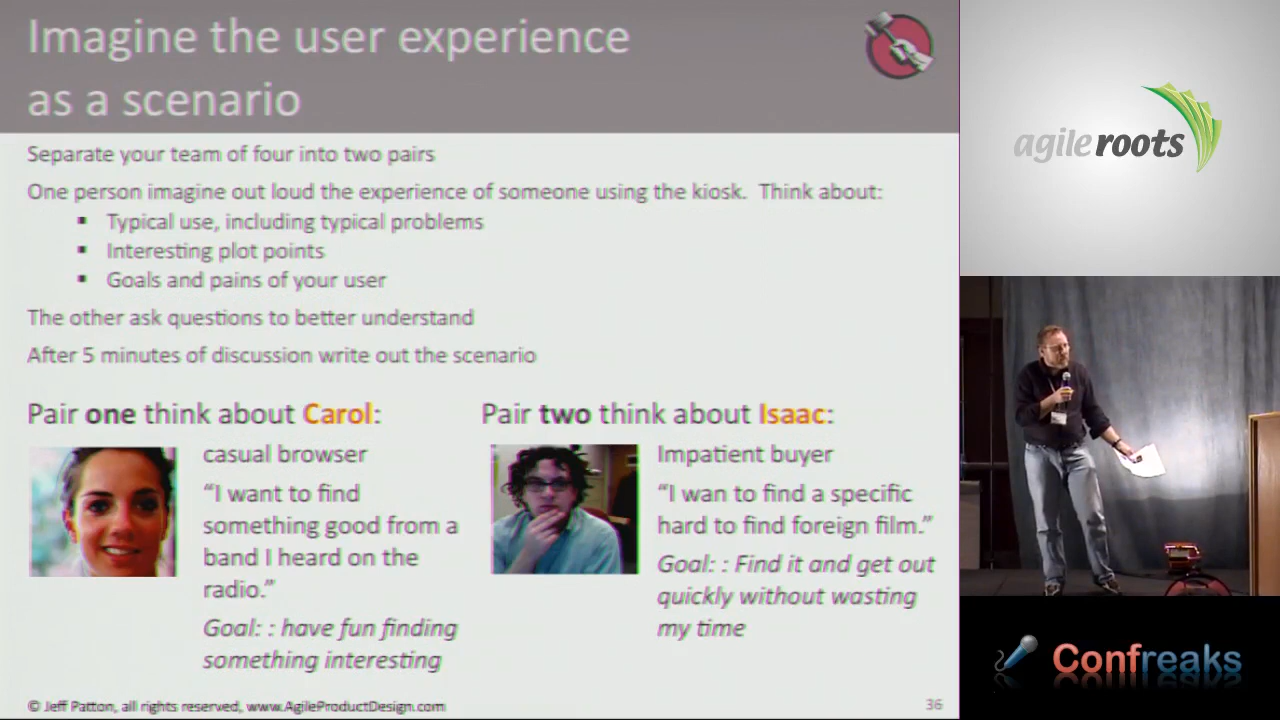 Imagine the user experience
as a scenario
Separate your team of four into two pairs
One person imagine out loud the experience of someone using the kiosk. Think about:
▪ Typical use, including typical problems
▪ Interesting plot points
▪ Goals and pains of your user
The other ask questions to better understand
After 5 minutes of discussion write out the scenario
Pair one think about Carol:
casual browser
“I want to find
something good from a
band I heard on the
radio.”
Goal: : have fun finding
something interesting
Pair two think about Isaac:
Impatient buyer
“I wan to find a specific
hard to find foreign film.”
Goal: : Find it and get out
quickly without wasting
my time
© Jeff Patton, all rights reserved, www.AgileProductDesign.com
36
agile roots
Confreaks